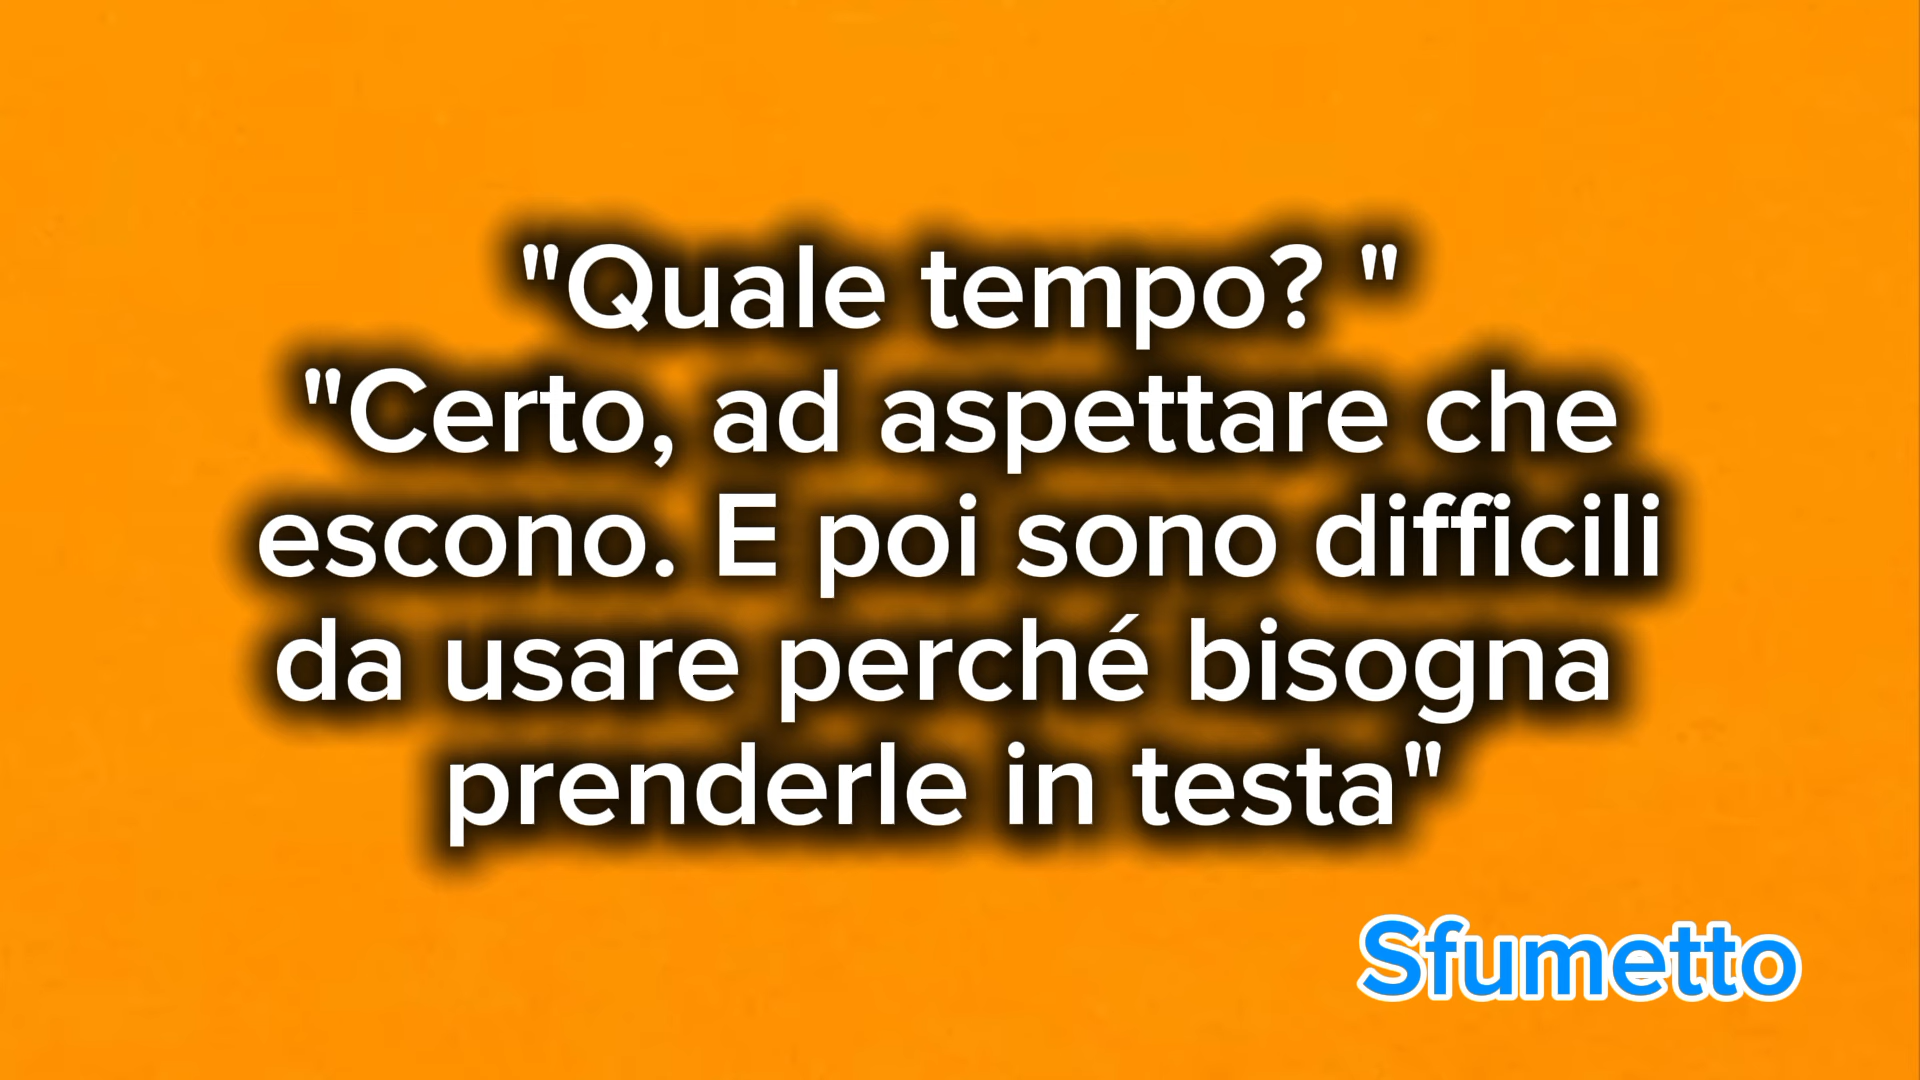 "Quale tempo? "
"Certo, ad aspettare che
escono. E poi sono difficili
da usare perché bisogna
prenderle in testa"
Sfumetto